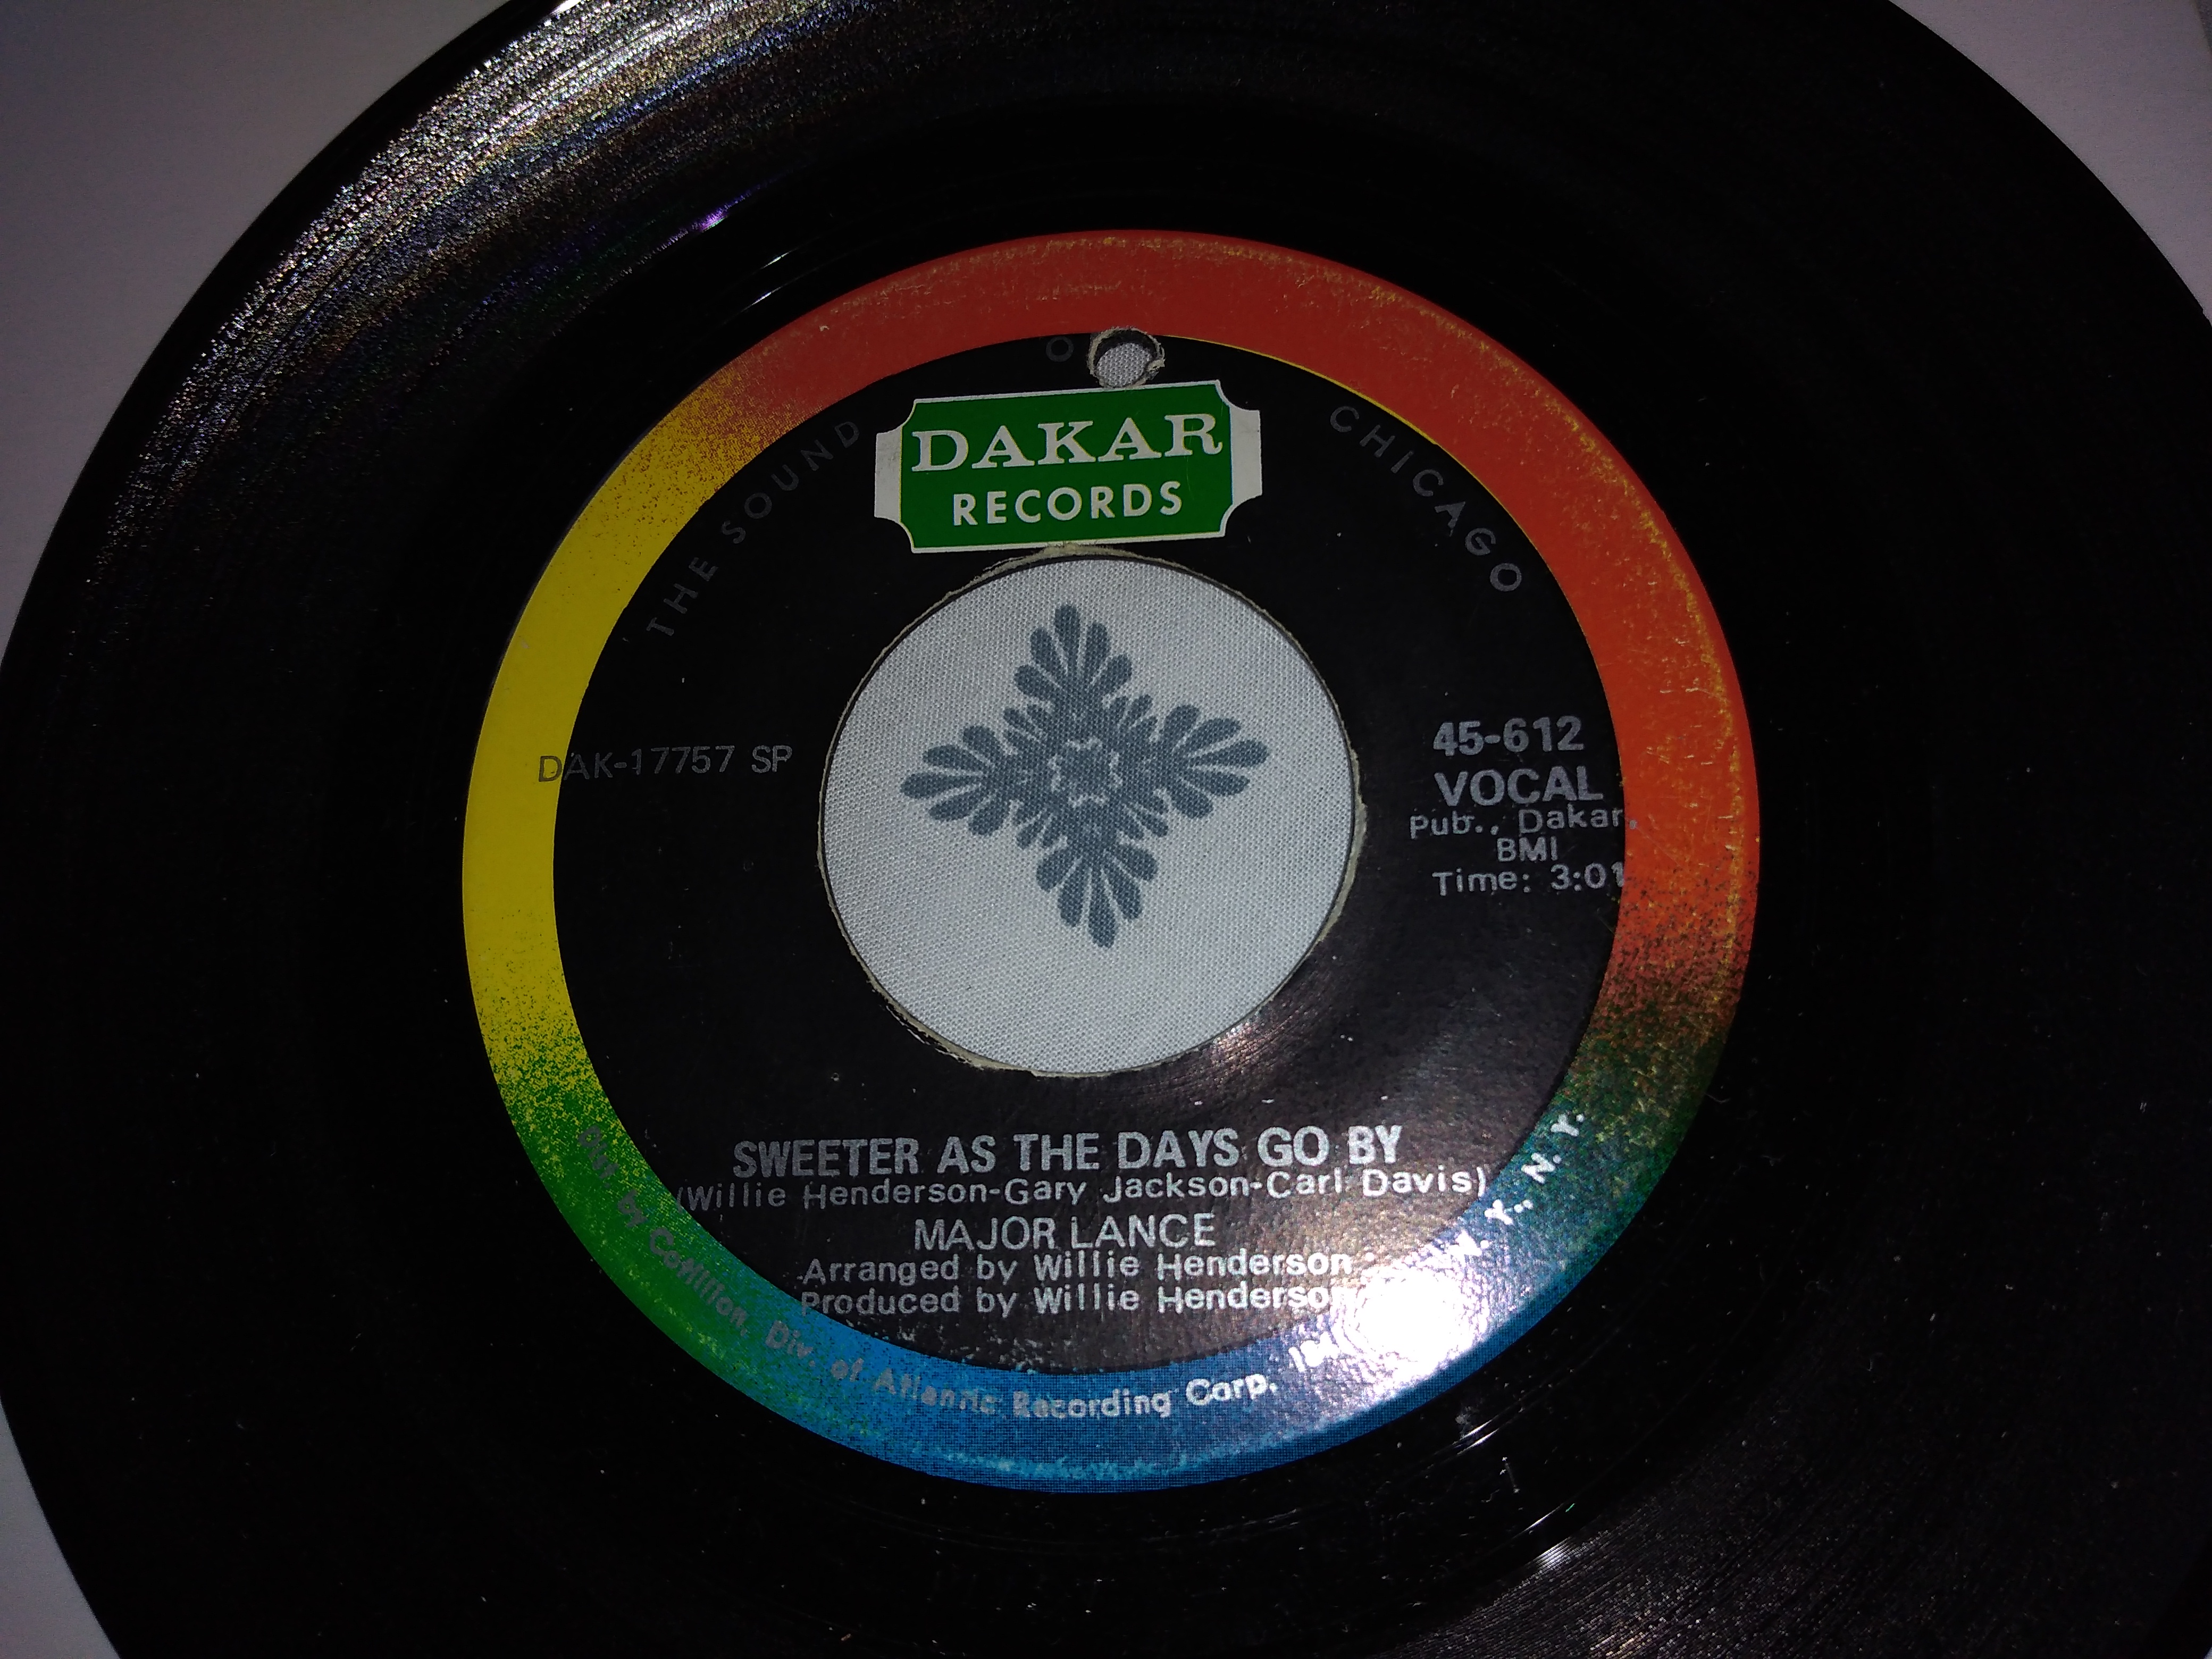 THE SOUND O CHICAGO
DAKAR
RECORDS
DAK-17757 SP
45-612
VOCAL
Pub., Dakar,
BMI
Time: 3:01
SWEETER AS THE DAYS GO BY
(Willie Henderson-Gary Jackson-Carl Davis)
MAJOR LANCE
Arranged by Willie Henderson
Produced by Willie Henderson
Dist. by Cotillion, Div. of Atlantic Recording Corp. N. Y., N. Y.